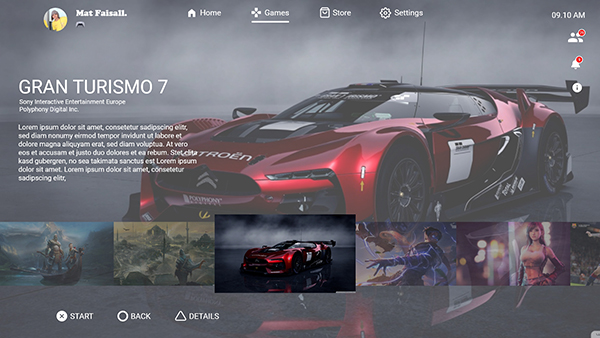 Mat Faisall.
Home
Games
Store
Settings
09.10 AM
GRAN TURISMO 7
Sony Interactive Entertainment Europe
Polyphony Digital Inc.
Lorem ipsum dolor sit amet, consetetur sadipscing elitr,
sed diam nonumy eirmod tempor invidunt ut labore et
dolore magna aliquyam erat, sed diam voluptua. At vero
eos et accusam et justo duo dolores et ea rebum. Stet clita
kasd gubergren, no sea takimata sanctus est Lorem ipsum
dolor sit amet. Lorem ipsum dolor sit amet, consetetur
sadipscing elitr,
CITROËN
START
BACK
DETAILS